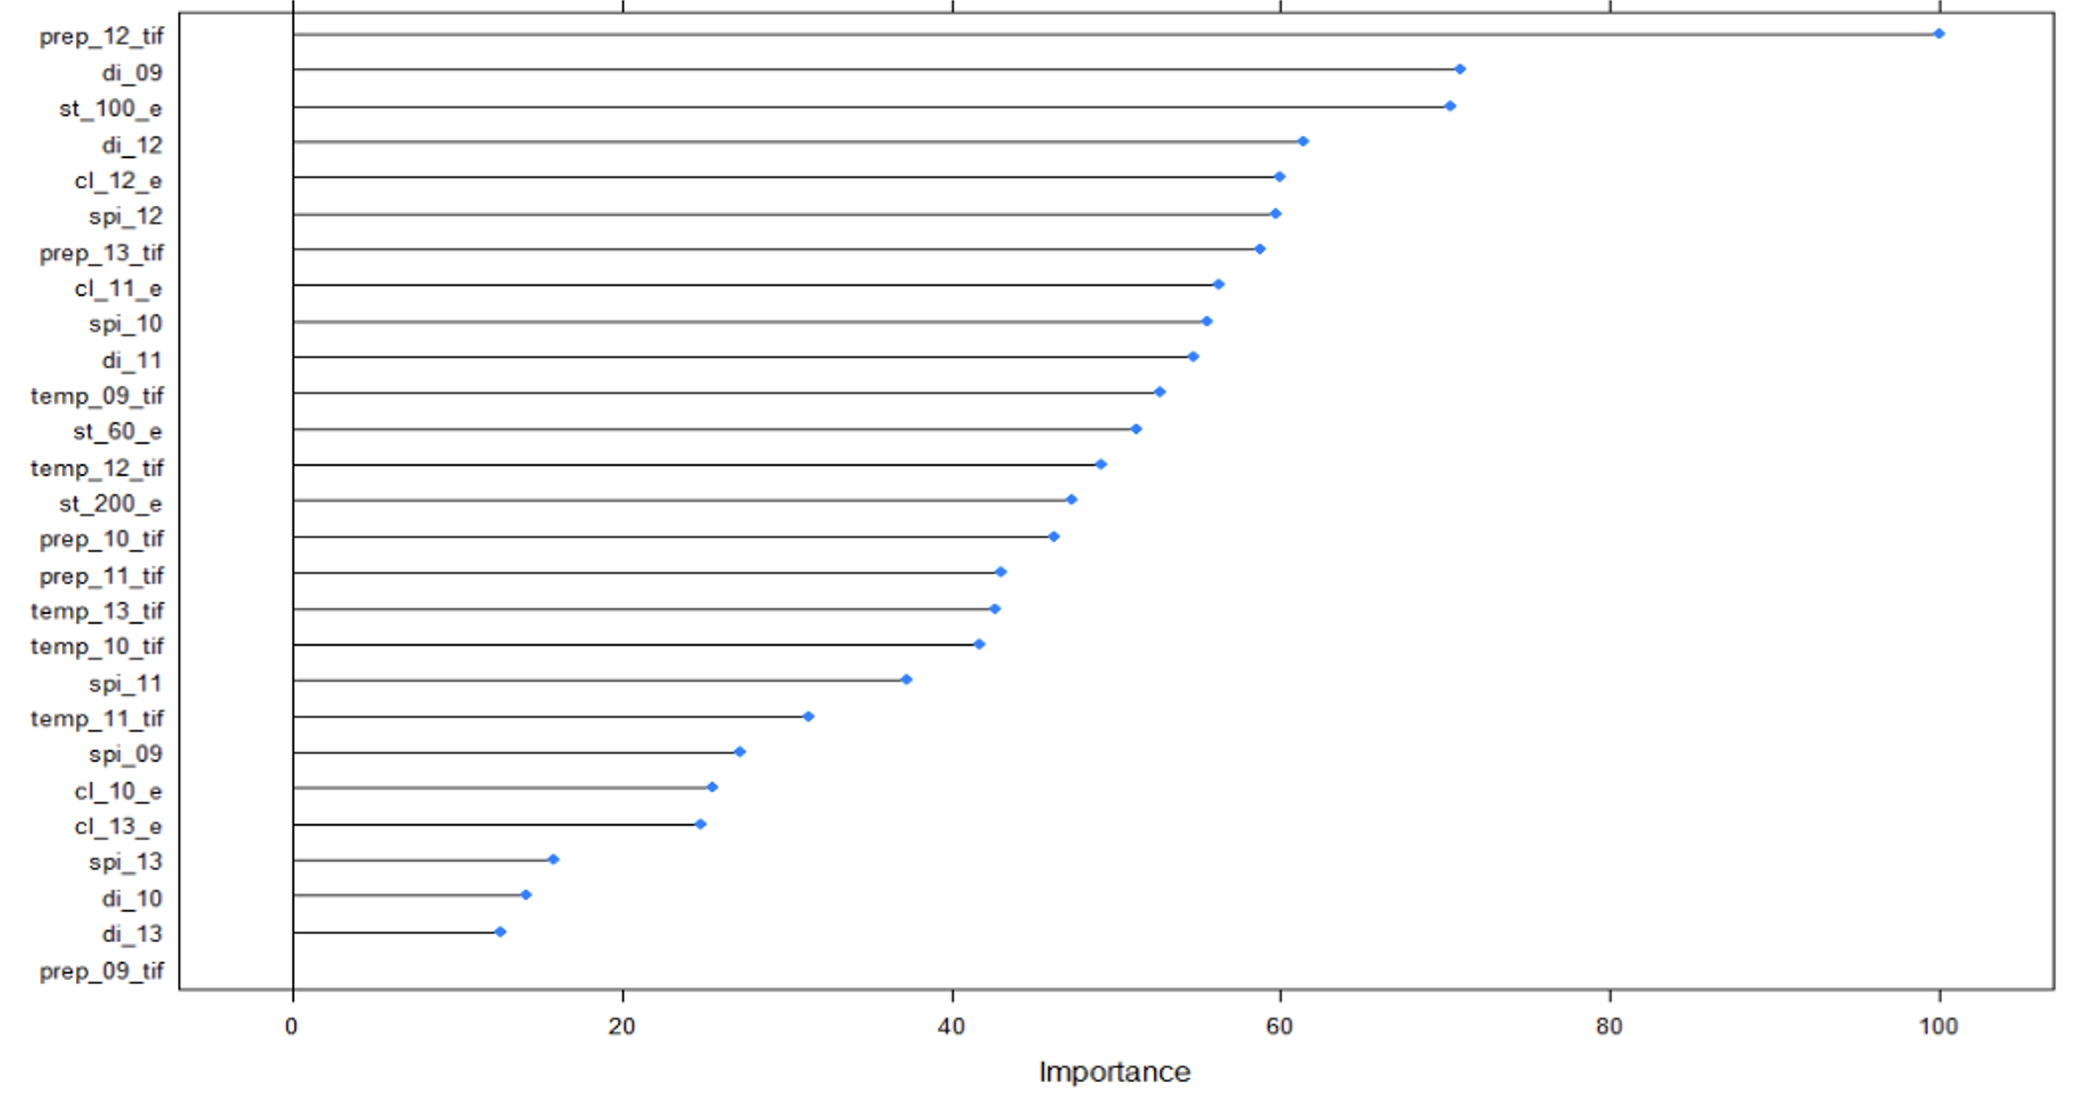 prep_12_tif
di_09
st_100_e
di_12
cl_12_e
spi_12
prep_13_tif
cl_11_e
spi_10
di_11
temp_09_tif
st_60_e
temp_12_tif
st_200_e
prep_10_tif
prep_11_tif
temp_13_tif
temp_10_tif
spi_11
temp_11_tif
spi_09
cl_10_e
cl_13_e
spi_13
di_10
di_13
prep_09_tif
0 20 40 60 80 100
Importance